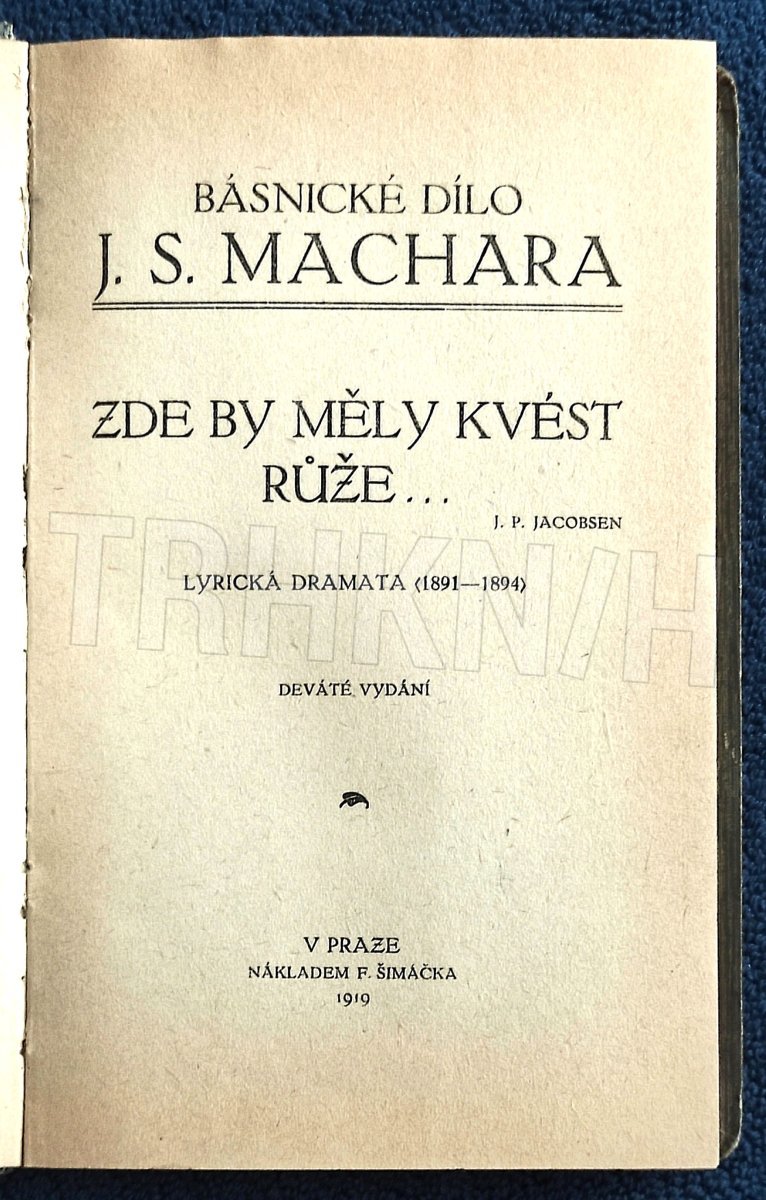 BÁSNICKÉ DÍLO
J. S. MACHARA
ZDE BY MĚLY KVÉST
RŮŽE...
J. P. JACOBSEN
LYRICKÁ DRAMATA (1891—1894)
TRHKN/H
DEVÁTÉ VYDÁNÍ
V PRAZE
NÁKLADEM F. ŠIMÁČKA
1919